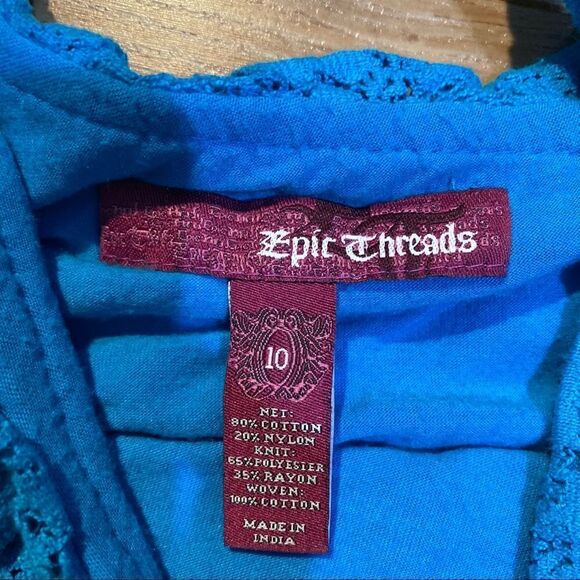 Epic Threads
10
NET:
80% COTTON
20% NYLON
KNIT:
65% POLYESTER
35% RAYON
WOVEN:
100% COTTON
MADE IN
INDIA